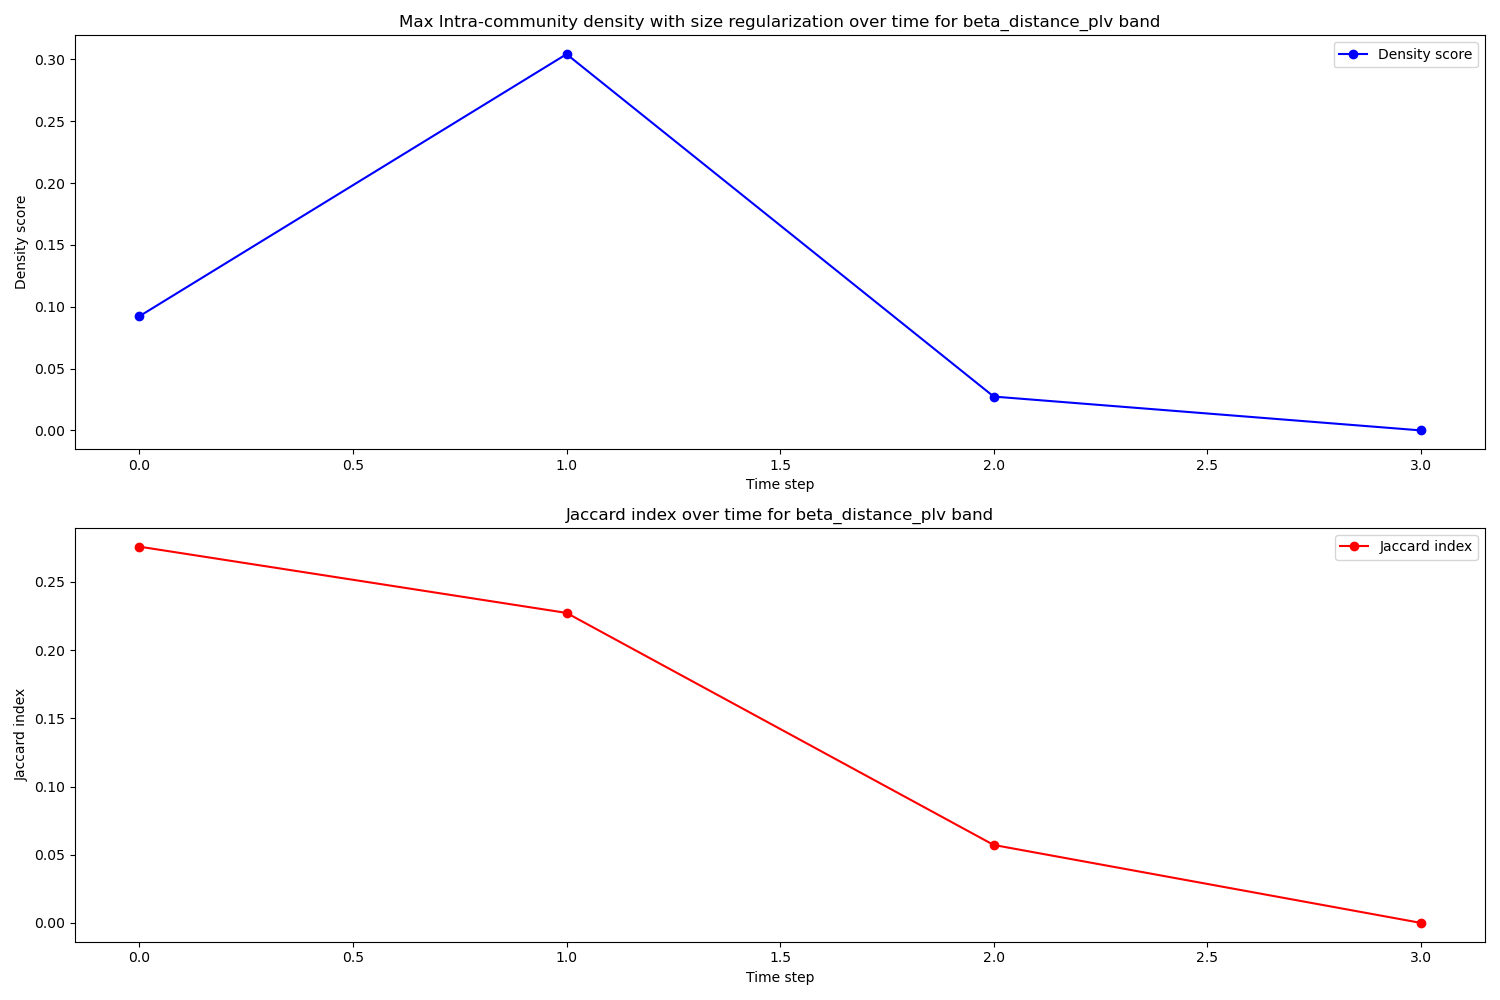 Max Intra-community density with size regularization over time for beta_distance_plv band
Density score
0.30
0.25
0.20
0.15
0.10
0.05
0.00
Density score
0.0 0.5 1.0 1.5 2.0 2.5 3.0
Time step
Jaccard index over time for beta_distance_plv band
Jaccard index
0.25
0.20
0.15
0.10
0.05
0.00
Jaccard index
0.0 0.5 1.0 1.5 2.0 2.5 3.0
Time step